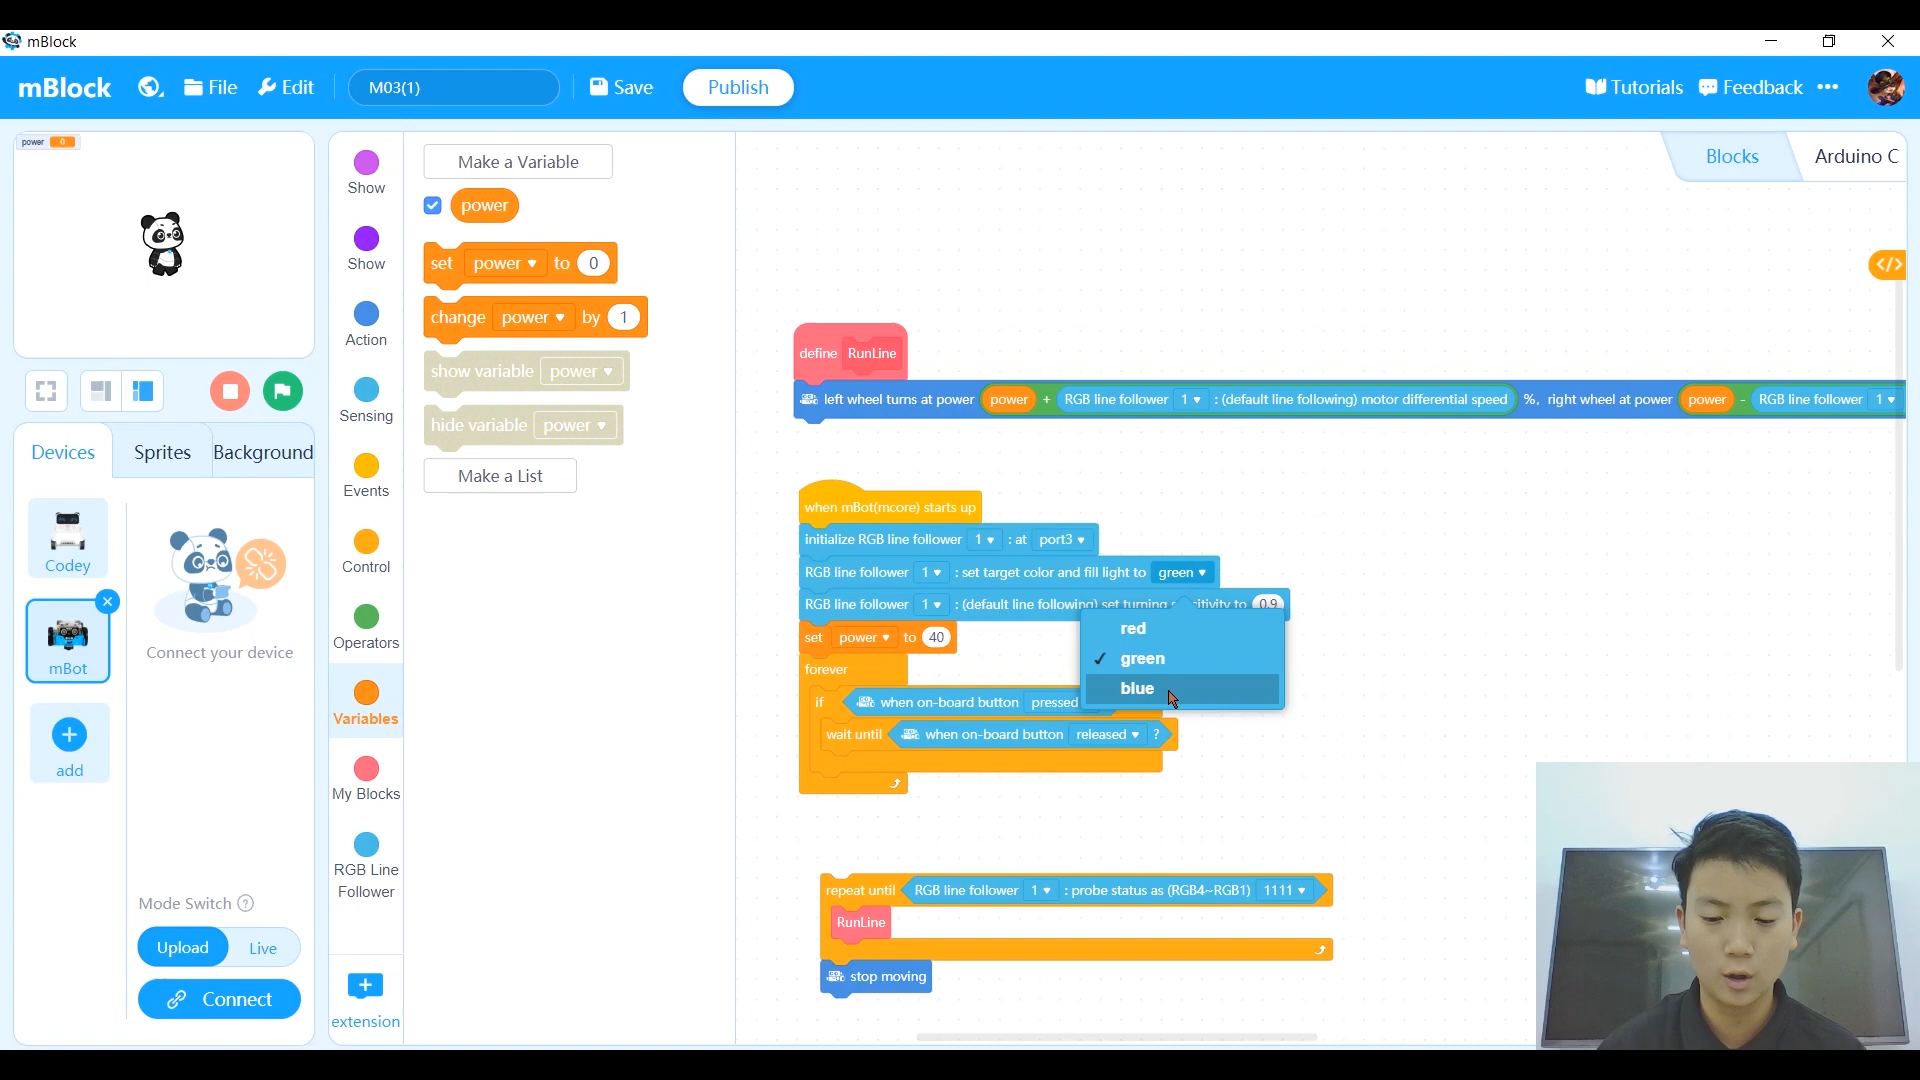 mBlock
mBlock
File
Edit
M03(1)
Save
Publish
Tutorials
Feedback
power 0
Show
Show
Action
Sensing
Events
Control
Operators
Variables
My Blocks
RGB Line
Follower
extension
Make a Variable
power
set power to 0
change power by 1
show variable power
hide variable power
Make a List
Blocks
Arduino C
define RunLine
left wheel turns at power power + RGB line follower 1 : (default line following) motor differential speed %, right wheel at power power - RGB line follower 1
when mBot(mcore) starts up
initialize RGB line follower 1 : at port3
RGB line follower 1 : set target color and fill light to green
RGB line follower 1 : (default line following) set turning sensitivity to 0.9
set power to 40
forever
if when on-board button pressed
wait until when on-board button released ?
red
✓ green
blue
repeat until RGB line follower 1 : probe status as (RGB4~RGB1) 1111
RunLine
stop moving
Devices
Sprites
Background
Codey
mBot
add
Connect your device
Mode Switch ?
Upload
Live
Connect